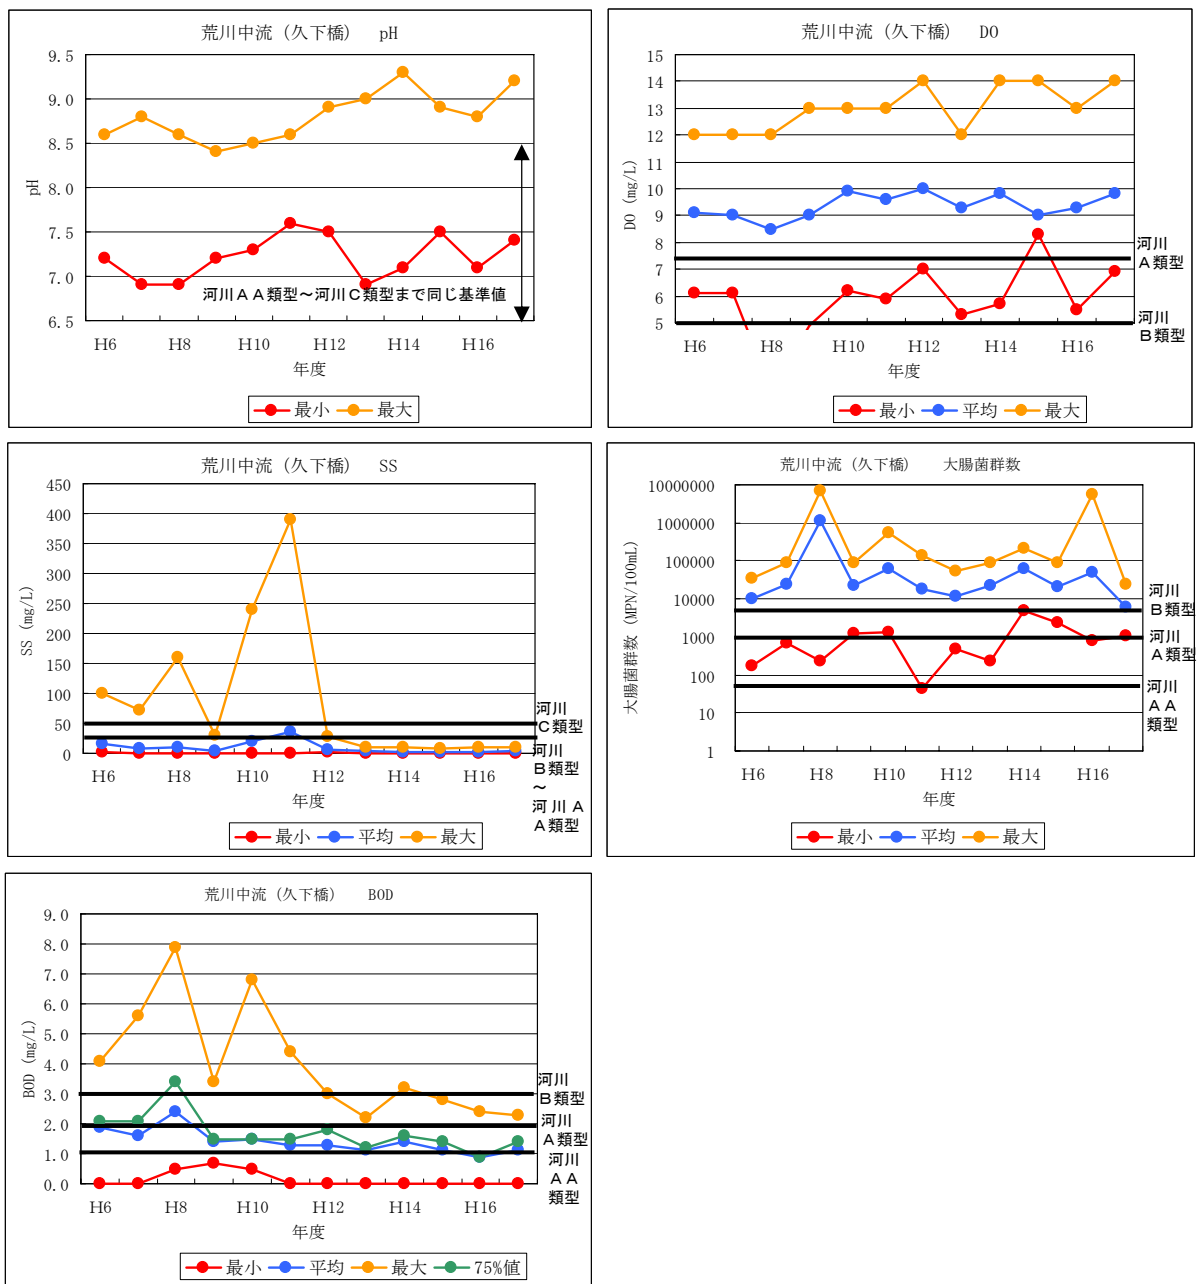 荒川中流（久下橋） pH
9.5
9.0
8.5
8.0
7.5
7.0
6.5
pH
河川ＡＡ類型～河川Ｃ類型まで同じ基準値
H6 H8 H10 H12 H14 H16
年度
最小 最大
荒川中流（久下橋） DO
15
14
13
12
11
10
9
8
7
6
5
DO (mg/L)
河川
Ａ類型
河川
Ｂ類型
H6 H8 H10 H12 H14 H16
年度
最小 平均 最大
荒川中流（久下橋） SS
450
400
350
300
250
200
150
100
50
0
SS (mg/L)
河川
Ｃ類型
河川
Ｂ類型
～
河川Ａ
Ａ類型
H6 H8 H10 H12 H14 H16
年度
最小 平均 最大
荒川中流（久下橋） 大腸菌群数
10000000
1000000
100000
10000
1000
100
10
1
大腸菌群数 (MPN/100mL)
河川
Ｂ類型
河川
Ａ類型
河川
ＡＡ
類型
H6 H8 H10 H12 H14 H16
年度
最小 平均 最大
荒川中流（久下橋） BOD
9.0
8.0
7.0
6.0
5.0
4.0
3.0
2.0
1.0
0.0
BOD (mg/L)
河川
Ｂ類型
河川
Ａ類型
河川
ＡＡ
類型
H6 H8 H10 H12 H14 H16
年度
最小 平均 最大 75%値